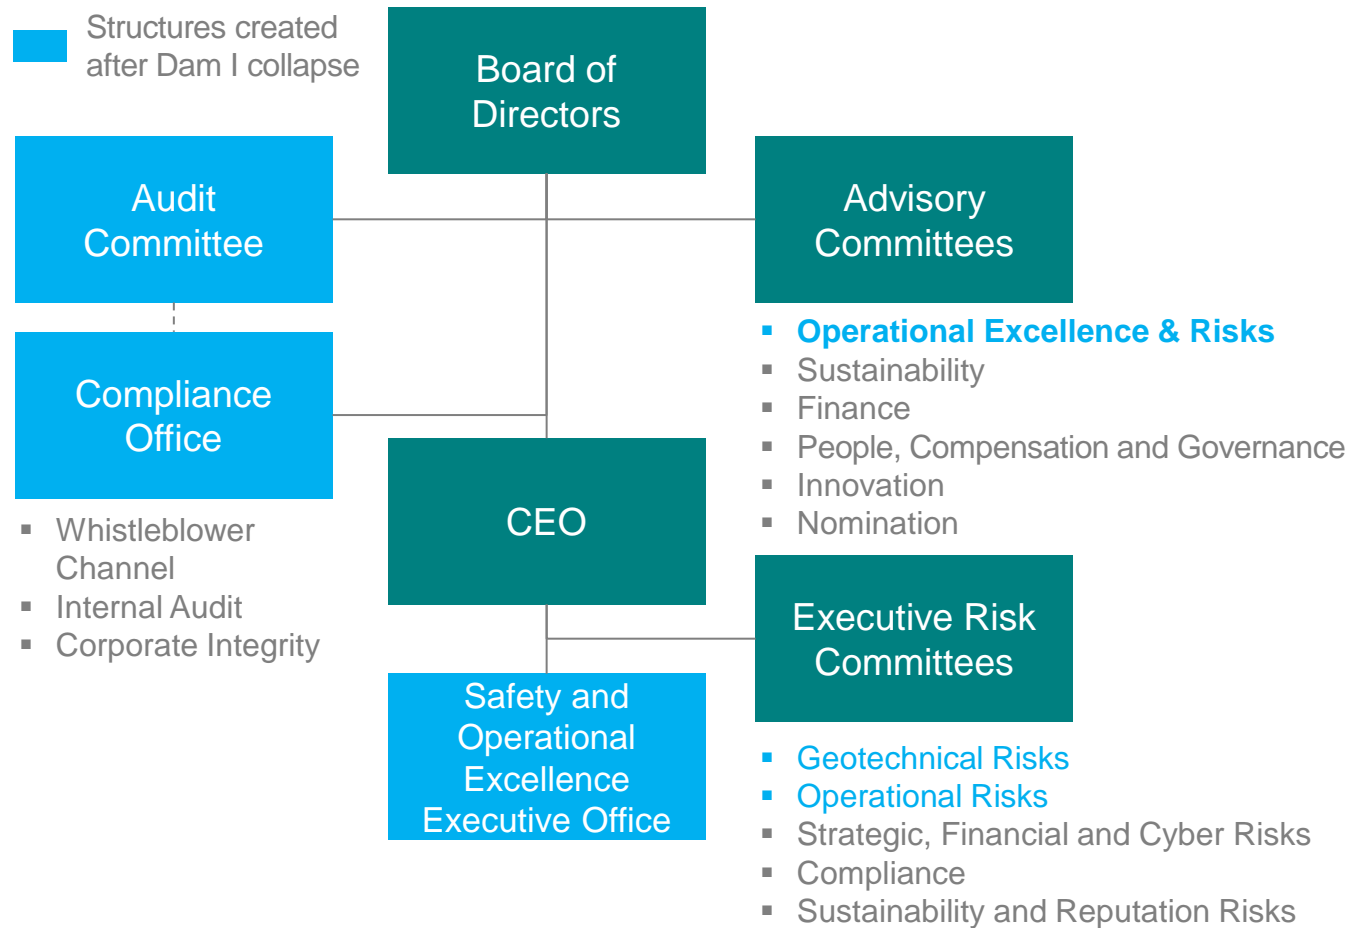 Structures created
after Dam I collapse
Board of
Directors
Audit
Committee
Advisory
Committees
▪ Operational Excellence & Risks
▪ Sustainability
▪ Finance
▪ People, Compensation and Governance
▪ Innovation
▪ Nomination
Compliance
Office
▪ Whistleblower
Channel
▪ Internal Audit
▪ Corporate Integrity
CEO
Executive Risk
Committees
▪ Geotechnical Risks
▪ Operational Risks
▪ Strategic, Financial and Cyber Risks
▪ Compliance
▪ Sustainability and Reputation Risks
Safety and
Operational
Excellence
Executive Office